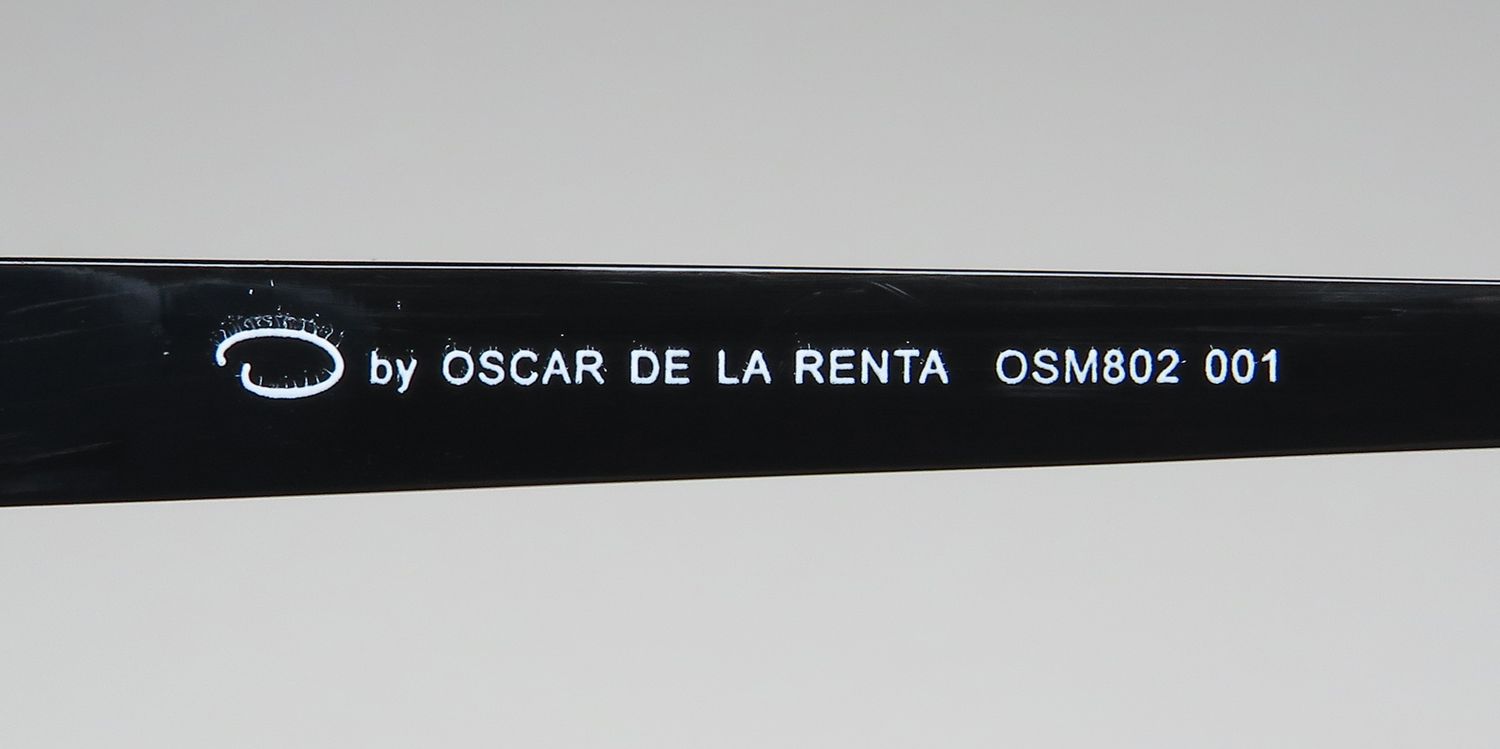 O by OSCAR DE LA RENTA OSM802 001